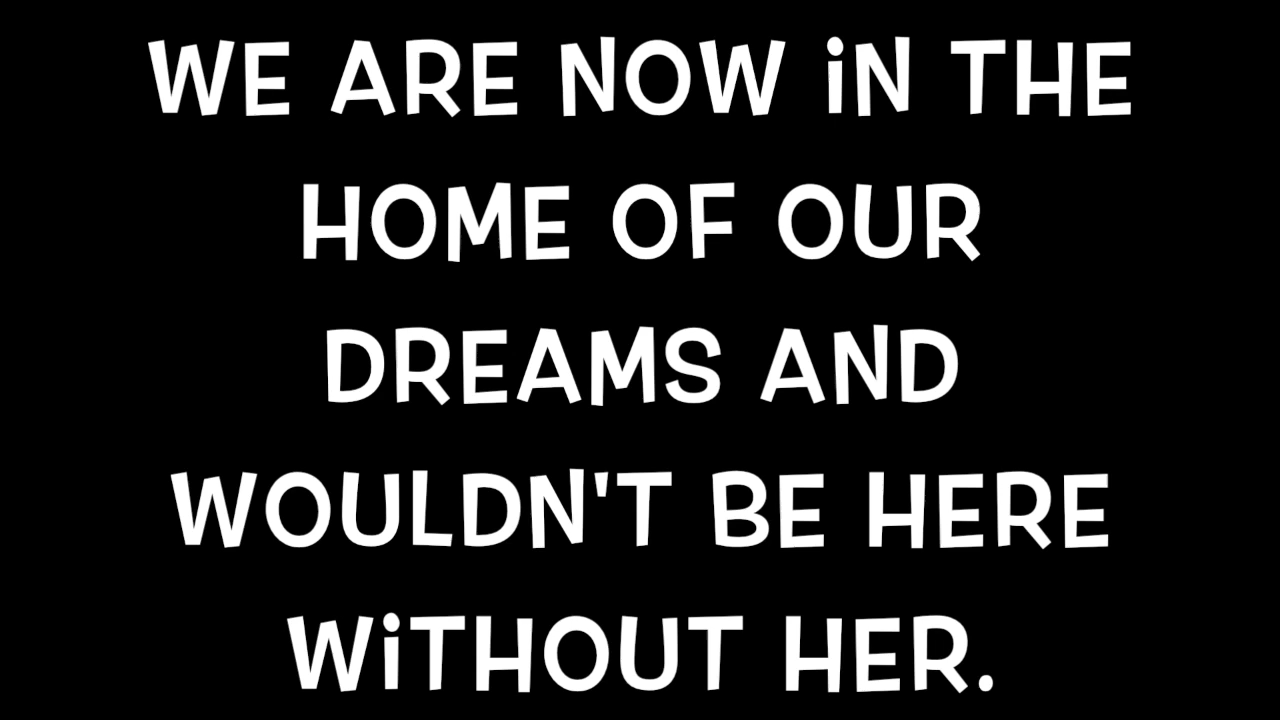 WE ARE NOW iN THE
HOME OF OUR
DREAMS AND
WOULDN'T BE HERE
WiTHOUT HER.